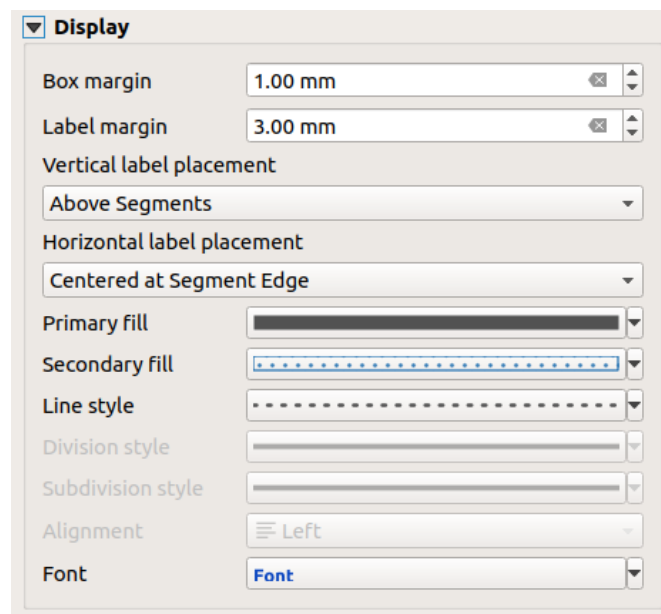 Display
Box margin 1.00 mm
Label margin 3.00 mm
Vertical label placement
Above Segments
Horizontal label placement
Centered at Segment Edge
Primary fill
Secondary fill
Line style
Division style
Subdivision style
Alignment Left
Font Font